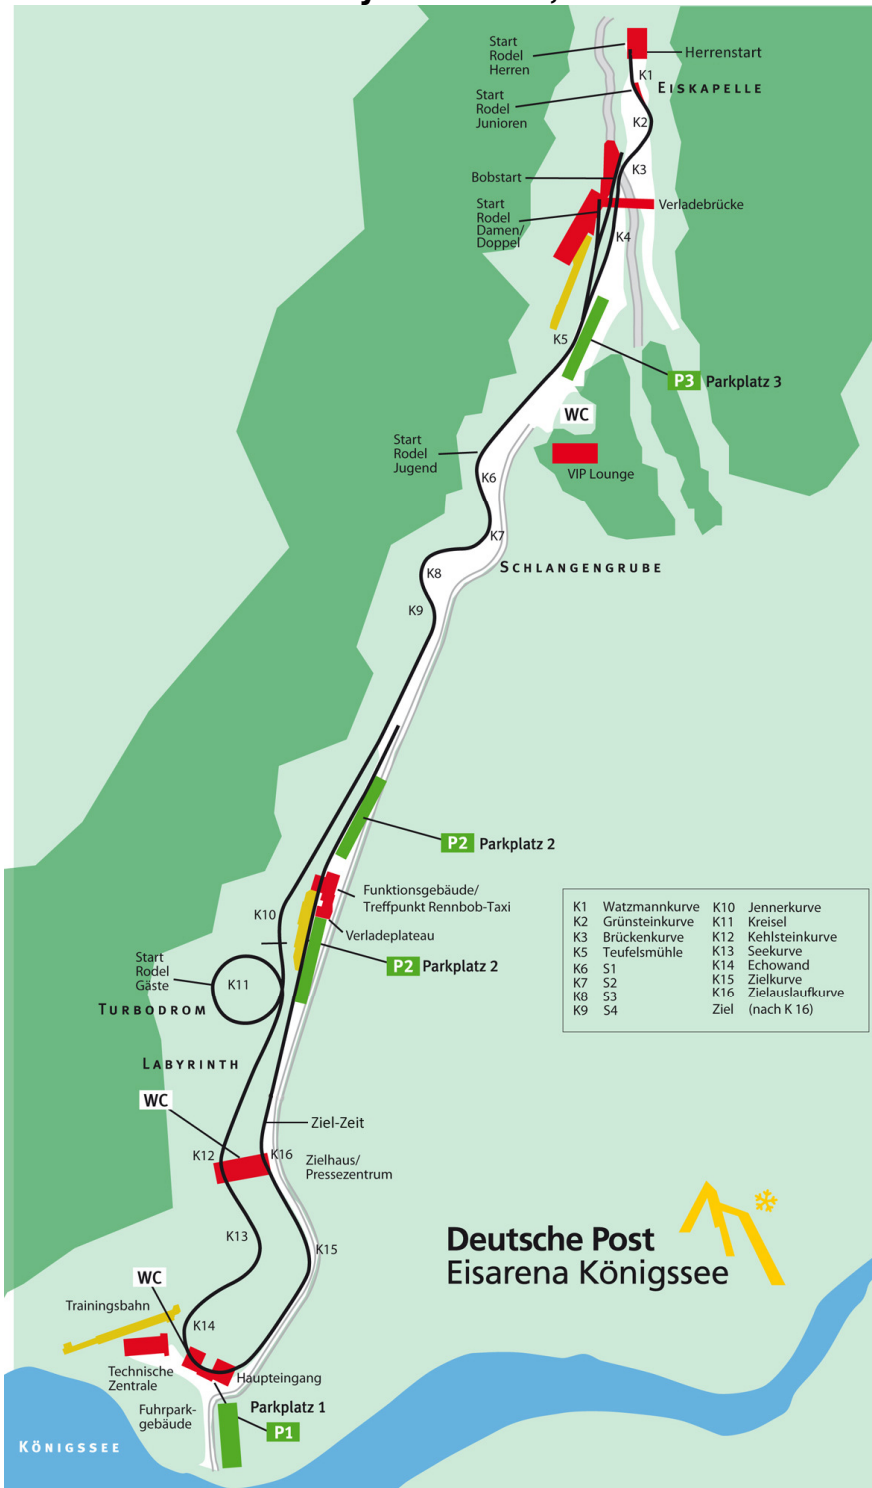 Start
Rodel
Herren
Herrenstart
K1
EISKAPELLE
Start
Rodel
Junioren
K2
K3
Bobstart
Start
Rodel
Damen/
Doppel
Verladebrücke
K4
K5
P3 Parkplatz 3
WC
Start
Rodel
Jugend
VIP Lounge
K6
K7
SCHLANGENGRUBE
K8
K9
P2 Parkplatz 2
Funktionsgebäude/
Treffpunkt Rennbob-Taxi
K10
Verladeplateau
Start
Rodel
Gäste
P2 Parkplatz 2
K11
TURBODROM
K1 Watzmannkurve
K2 Grünsteinkurve
K3 Brückenkurve
K5 Teufelsmühle
K6 S1
K7 S2
K8 S3
K9 S4
K10 Jennerkurve
K11 Kreisel
K12 Kehlsteinkurve
K13 Seekurve
K14 Echowand
K15 Zielkurve
K16 Zielauslaufkurve
Ziel (nach K 16)
LABYRINTH
WC
Ziel-Zeit
K12
K16
Zielhaus/
Pressezentrum
K13
K15
Deutsche Post
Eisarena Königssee
WC
Trainingsbahn
K14
Technische
Zentrale
Haupteingang
Fuhrpark-
gebäude
Parkplatz 1
P1
KÖNIGSSEE